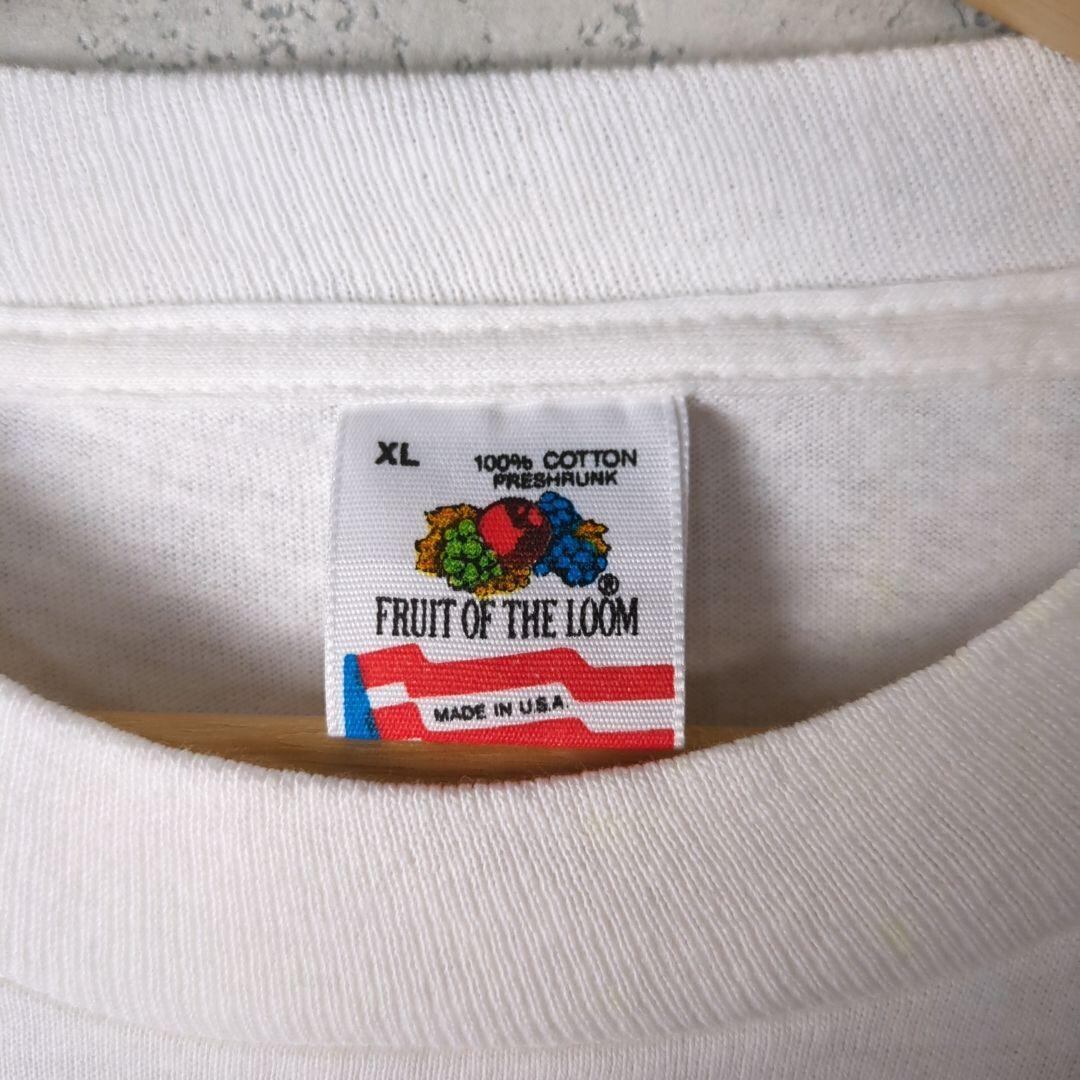 XL
100% COTTON
PRESHRUNK
®
FRUIT OF THE LOOM
MADE IN U.S.A.